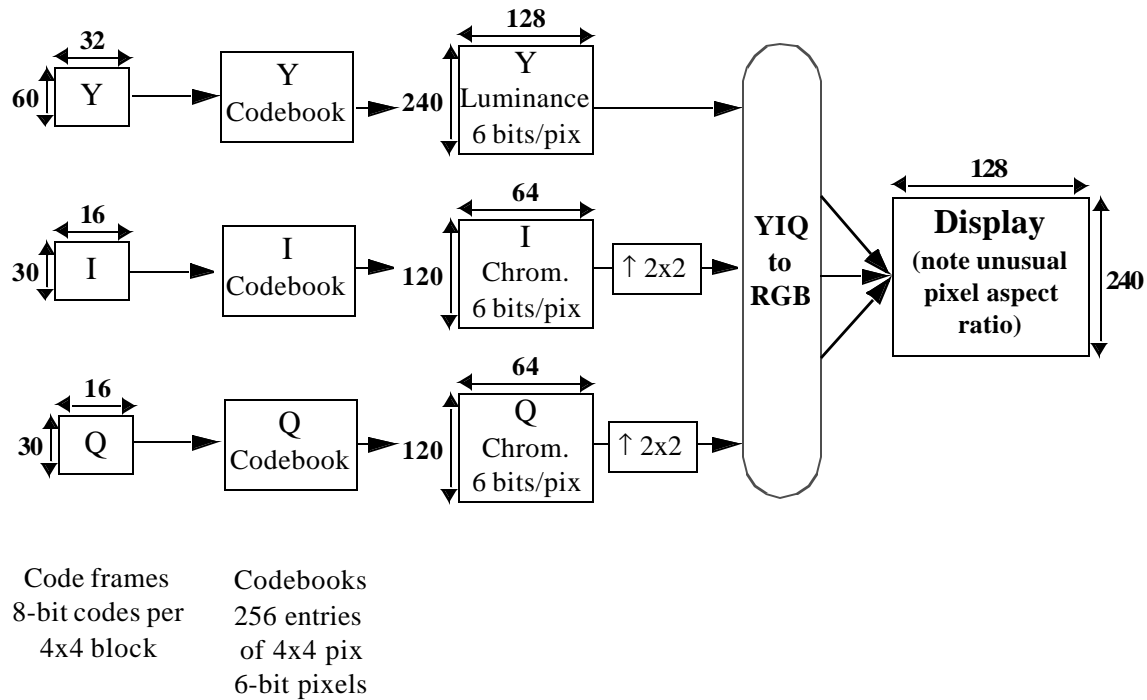 32
60
Y
Y
Codebook
128
240
Y
Luminance
6 bits/pix
16
30
I
I
Codebook
64
120
I
Chrom.
6 bits/pix
↑ 2x2
16
30
Q
Q
Codebook
64
120
Q
Chrom.
6 bits/pix
↑ 2x2
YIQ
to
RGB
128
Display
(note unusual
pixel aspect
ratio)
240
Code frames
8-bit codes per
4x4 block
Codebooks
256 entries
of 4x4 pix
6-bit pixels